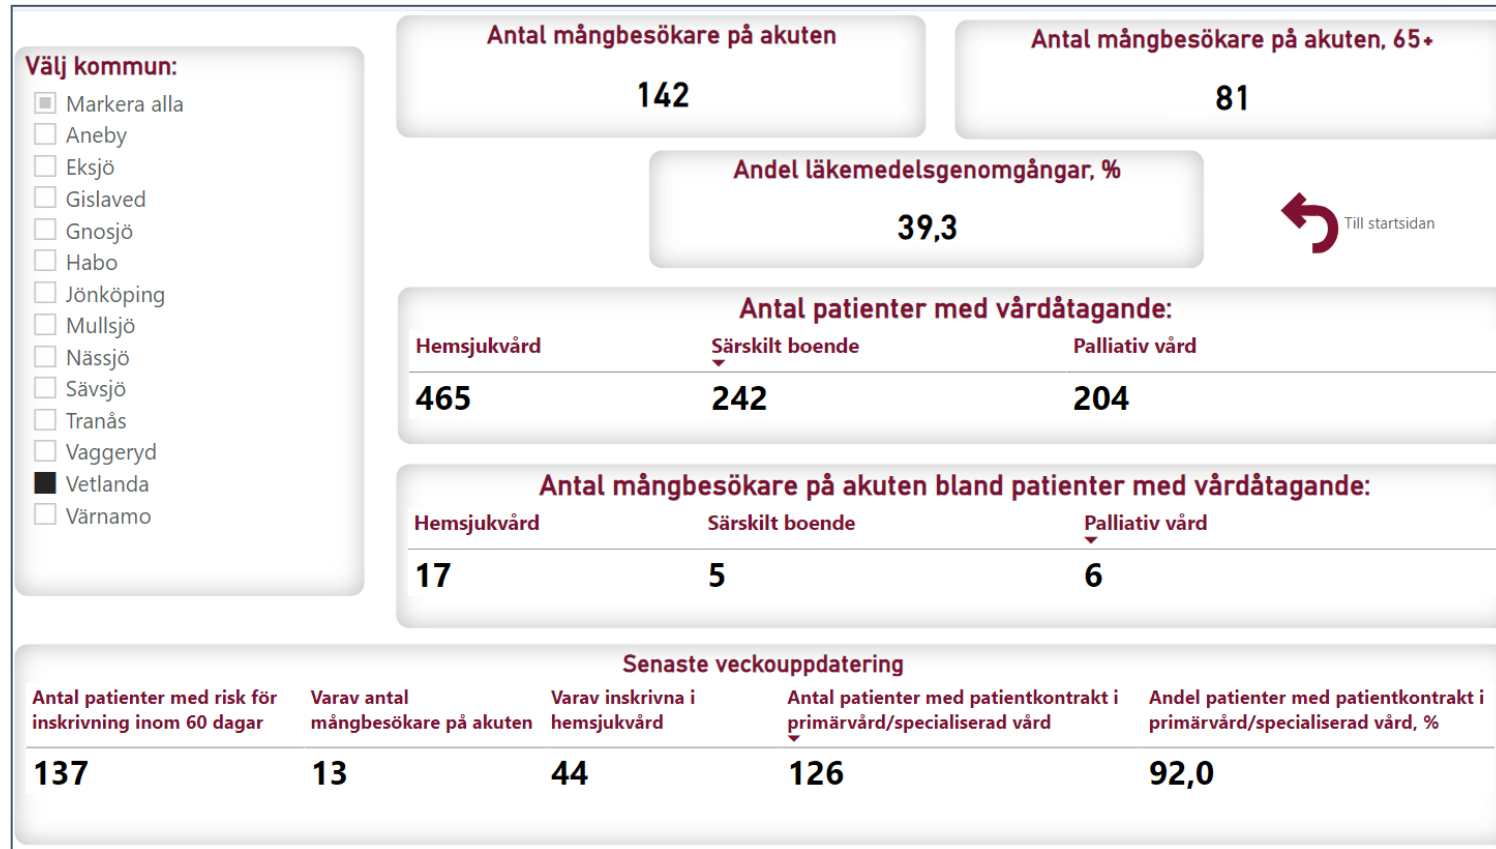 Välj kommun:
Markera alla
Aneby
Eksjö
Gislaved
Gnosjö
Habo
Jönköping
Mullsjö
Nässjö
Sävsjö
Tranås
Vaggeryd
Vetlanda
Värnamo
Antal mångbesökare på akuten
142
Antal mångbesökare på akuten, 65+
81
Andel läkemedelsgenomgångar, %
39,3
Till startsidan
Antal patienter med vårdåtagande:
Hemsjukvård Särskilt boende Palliativ vård
465 242 204
Antal mångbesökare på akuten bland patienter med vårdåtagande:
Hemsjukvård Särskilt boende Palliativ vård
17 5 6
Senaste veckouppdatering
Antal patienter med risk för
inskrivning inom 60 dagar
Varav antal
mångbesökare på akuten
Varav inskrivna i
hemsjukvård
Antal patienter med patientkontrakt i
primärvård/specialiserad vård
Andel patienter med patientkontrakt i
primärvård/specialiserad vård, %
137 13 44 126 92,0